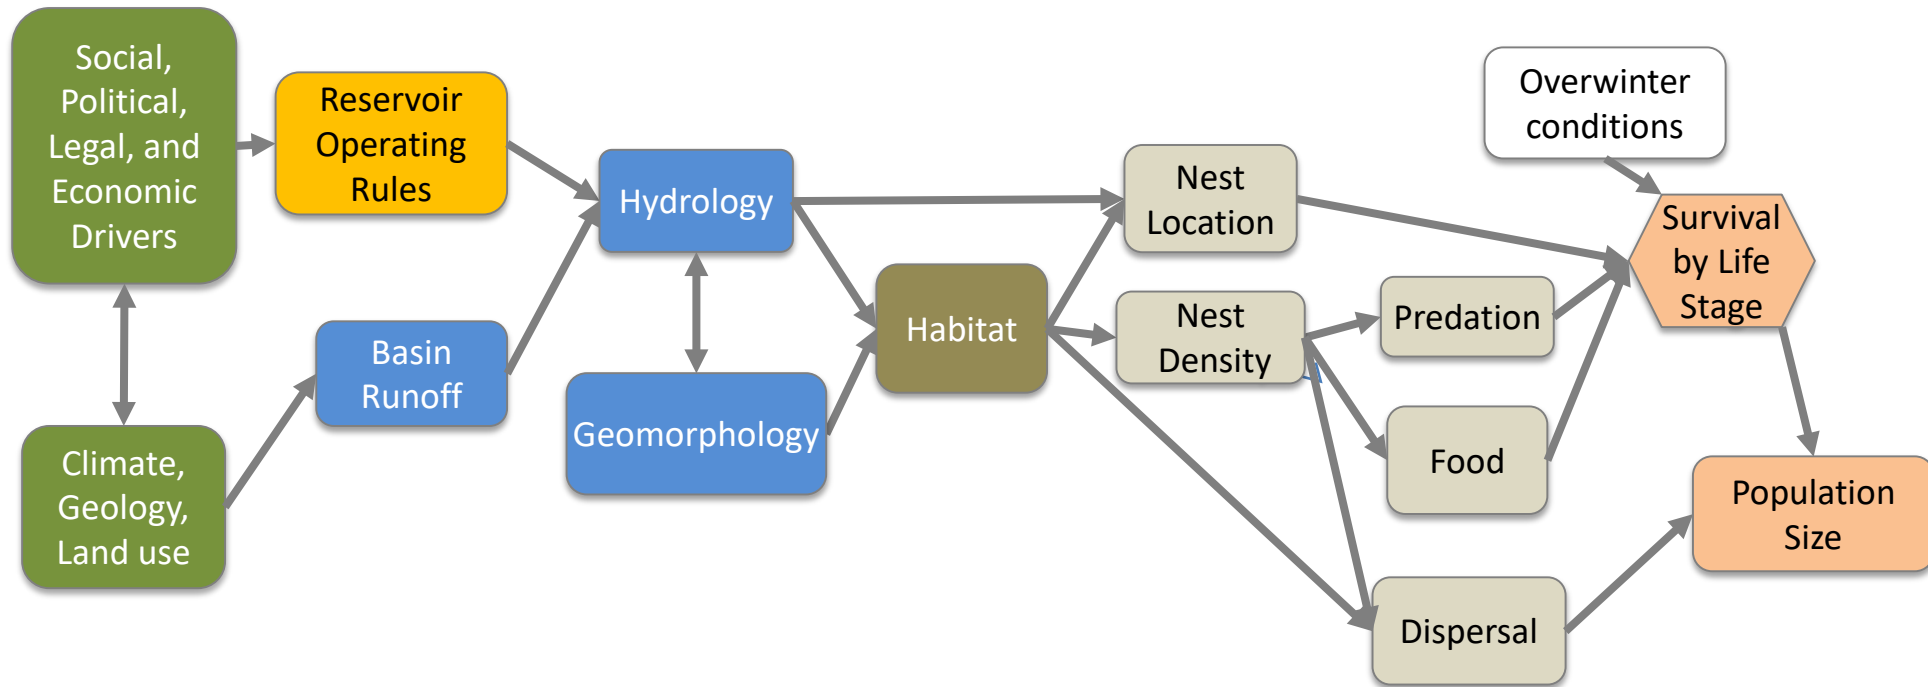 Social,
Political,
Legal, and
Economic
Drivers
Reservoir
Operating
Rules
Hydrology
Basin
Runoff
Climate,
Geology,
Land use
Geomorphology
Habitat
Nest
Location
Nest
Density
Predation
Food
Dispersal
Overwinter
conditions
Survival
by Life
Stage
Population
Size